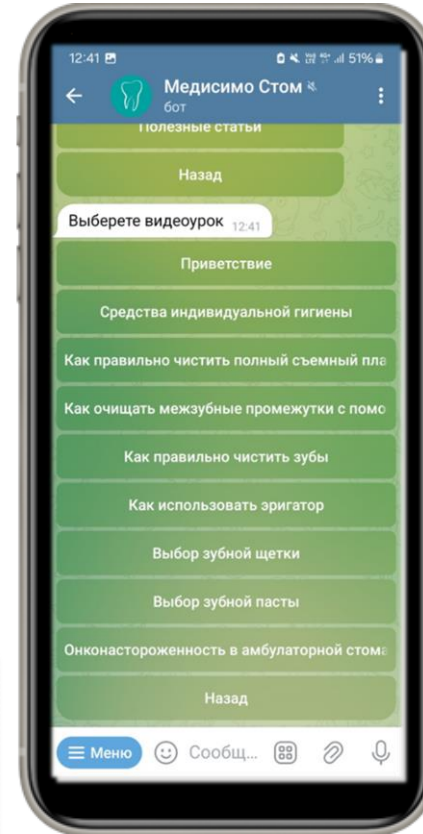 12:41 51%
Медисимо Стом
бот
Полезные статьи
Назад
Выберете видеоурок 12:41
Приветствие
Средства индивидуальной гигиены
Как правильно чистить полный съемный пла
Как очищать межзубные промежутки с помо
Как правильно чистить зубы
Как использовать эригатор
Выбор зубной щетки
Выбор зубной пасты
Онконастороженность в амбулаторной стома
Назад
Меню Сообщ...